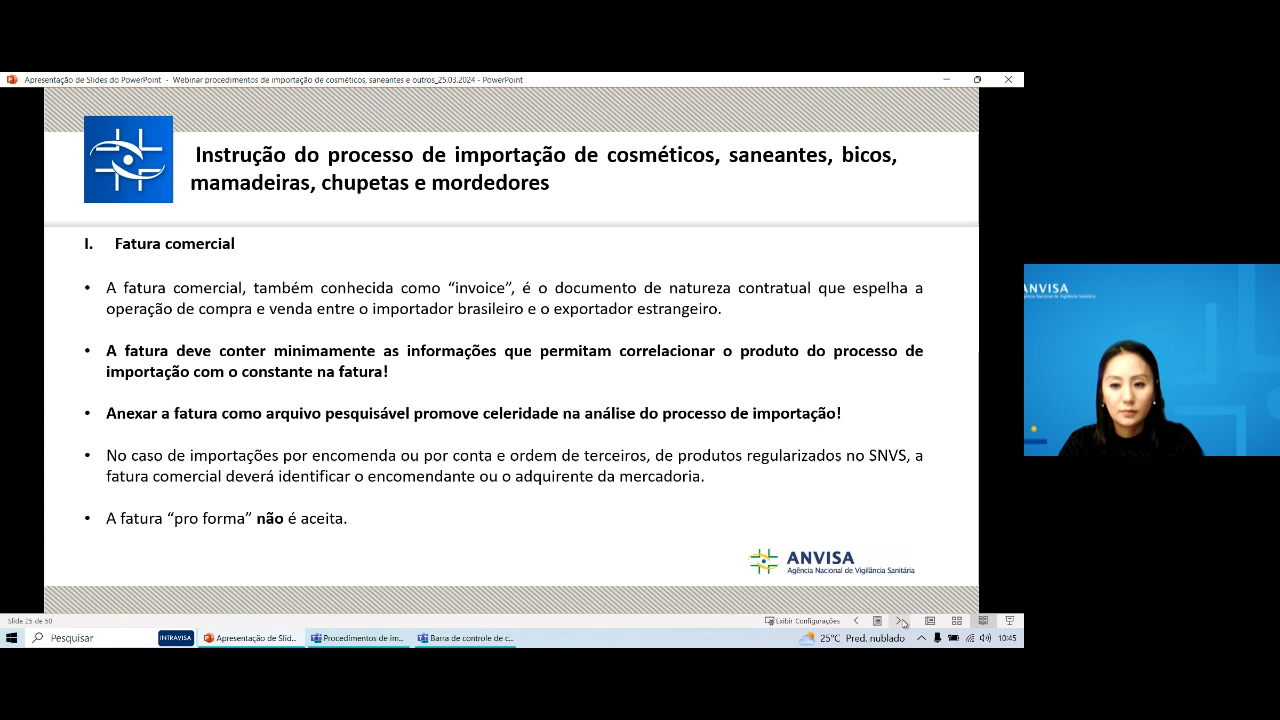 Apresentação de Slides do PowerPoint - Webinar procedimentos de importação de cosméticos, saneantes e outros_25.03.2024 - PowerPoint
Instrução do processo de importação de cosméticos, saneantes, bicos,
mamadeiras, chupetas e mordedores
I. Fatura comercial
• A fatura comercial, também conhecida como “invoice”, é o documento de natureza contratual que espelha a
operação de compra e venda entre o importador brasileiro e o exportador estrangeiro.
• A fatura deve conter minimamente as informações que permitam correlacionar o produto do processo de
importação com o constante na fatura!
• Anexar a fatura como arquivo pesquisável promove celeridade na análise do processo de importação!
• No caso de importações por encomenda ou por conta e ordem de terceiros, de produtos regularizados no SNVS, a
fatura comercial deverá identificar o encomendante ou o adquirente da mercadoria.
• A fatura “pro forma” não é aceita.
ANVISA
Agência Nacional de Vigilância Sanitária
ANVISA
Slide 25 de 50
Exibir Configurações
Pesquisar
INTRAVISA
Apresentação de Slid...
Procedimentos de im...
Barra de controle de c...
25°C Pred. nublado
10:45